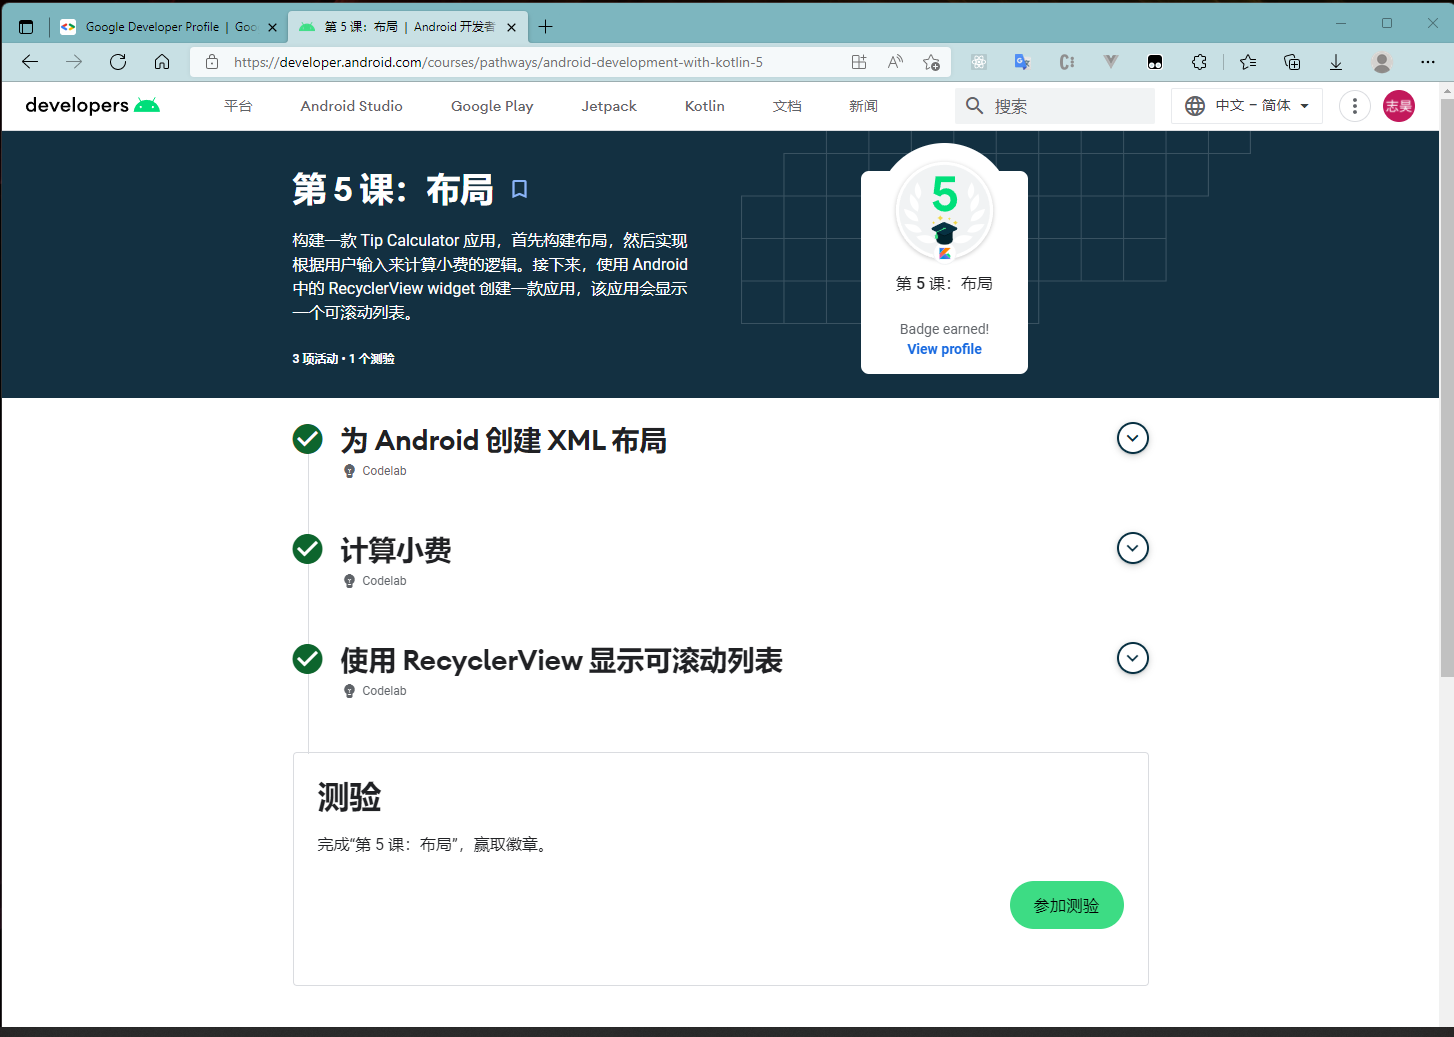 Google Developer Profile | Goo
第 5 课：布局 | Android 开发者
https://developer.android.com/courses/pathways/android-development-with-kotlin-5
developers
平台
Android Studio
Google Play
Jetpack
Kotlin
文档
新闻
搜索
中文 – 简体
志昊
第 5 课：布局
构建一款 Tip Calculator 应用，首先构建布局，然后实现
根据用户输入来计算小费的逻辑。接下来，使用 Android
中的 RecyclerView widget 创建一款应用，该应用会显示
一个可滚动列表。
3 项活动 • 1 个测验
5
第 5 课：布局
Badge earned!
View profile
为 Android 创建 XML 布局
Codelab
计算小费
Codelab
使用 RecyclerView 显示可滚动列表
Codelab
测验
完成“第 5 课：布局”，赢取徽章。
参加测验